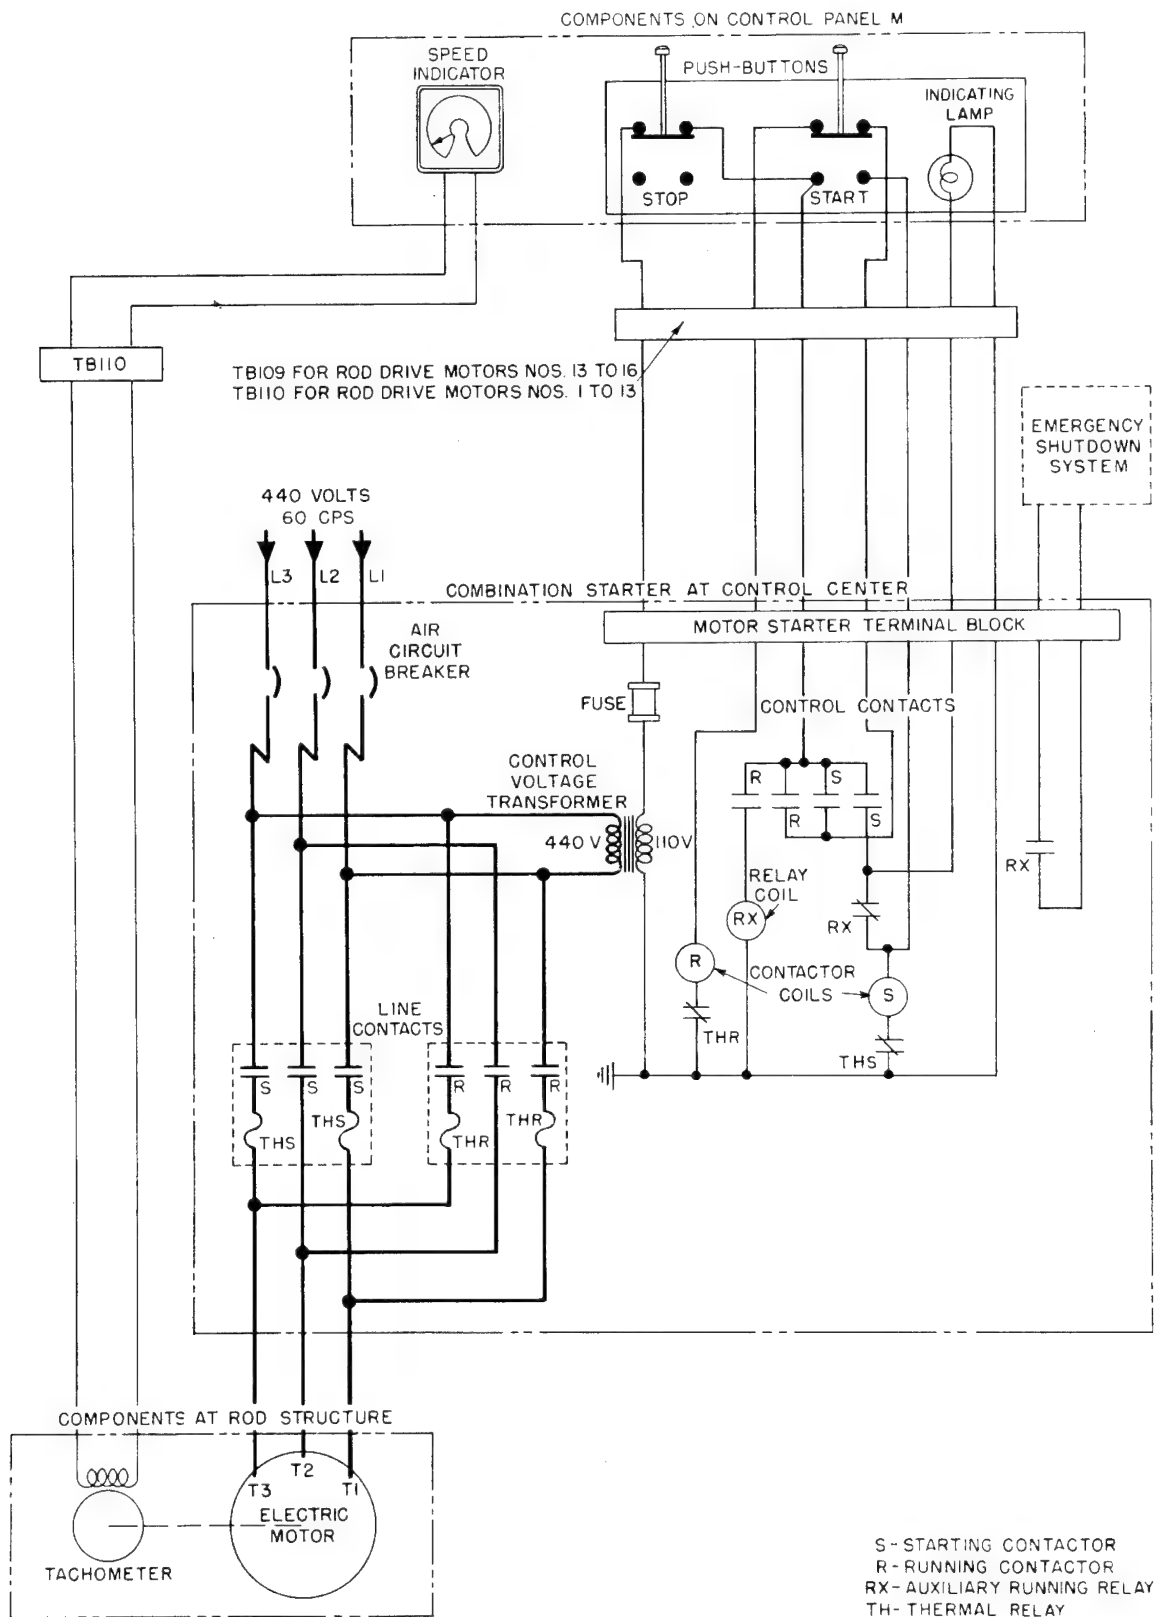 COMPONENTS ON CONTROL PANEL M
SPEED
INDICATOR
PUSH-BUTTONS
INDICATING
LAMP
STOP
START
TB110
TB109 FOR ROD DRIVE MOTORS NOS. 13 TO 16
TB110 FOR ROD DRIVE MOTORS NOS. 1 TO 13
EMERGENCY
SHUTDOWN
SYSTEM
440 VOLTS
60 CPS
L3
L2
L1
COMBINATION STARTER AT CONTROL CENTER
MOTOR STARTER TERMINAL BLOCK
AIR
CIRCUIT
BREAKER
FUSE
CONTROL CONTACTS
CONTROL
VOLTAGE
TRANSFORMER
R
S
R
S
440 V
110V
RELAY
COIL
RX
RX
RX
R
CONTACTOR
COILS
S
THR
THS
LINE
CONTACTS
S
S
S
R
R
R
THS
THS
THR
THR
COMPONENTS AT ROD STRUCTURE
T3
T2
T1
ELECTRIC
MOTOR
TACHOMETER
S-STARTING CONTACTOR
R-RUNNING CONTACTOR
RX-AUXILIARY RUNNING RELAY
TH-THERMAL RELAY